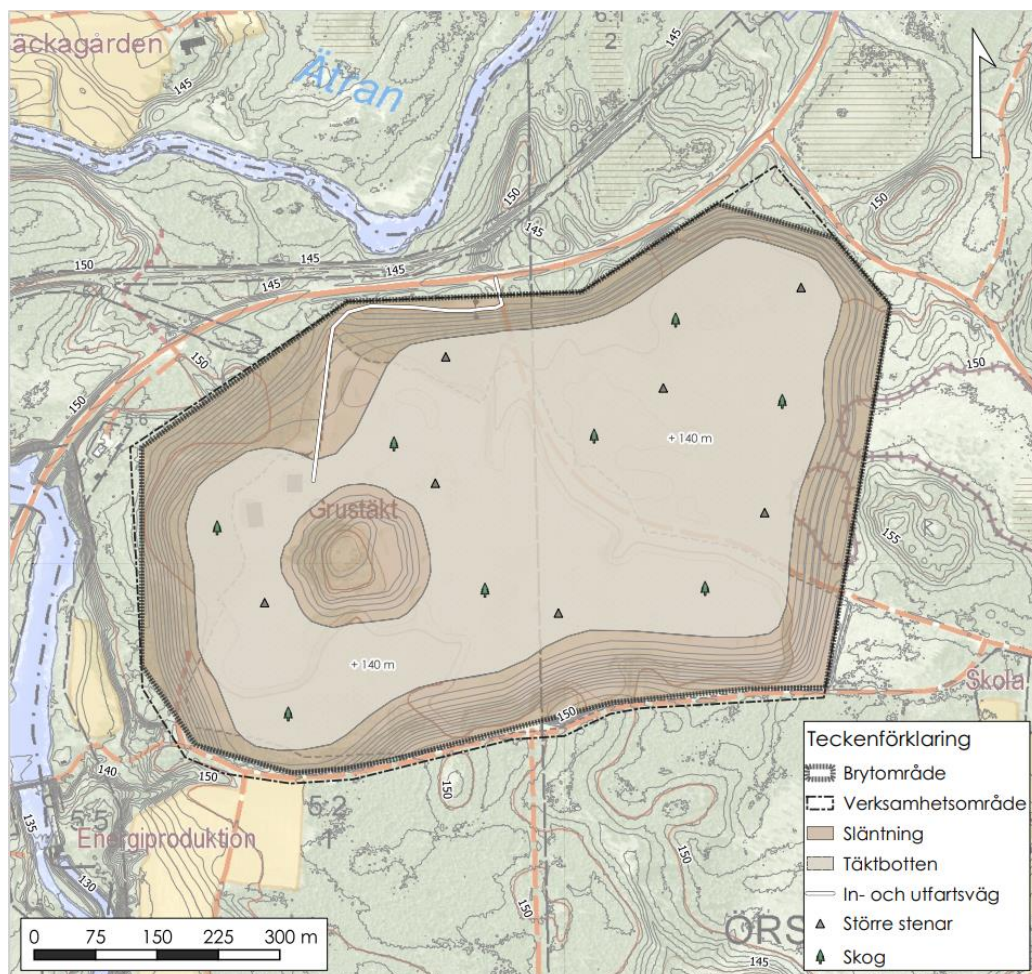 äckagården
Ätran
2
145
145
150
150
145
150
145
145
145
150
150
150
150
+ 140 m
Grustäkt
155
+ 140 m
150
Skola
150
140
150
5:2
1
5:5
Energiproduktion
135
130
150
150
145
ÖRS
Teckenförklaring
Brytområde
Verksamhetsområde
Släntning
Täktbotten
In- och utfartsväg
Större stenar
Skog
0 75 150 225 300 m